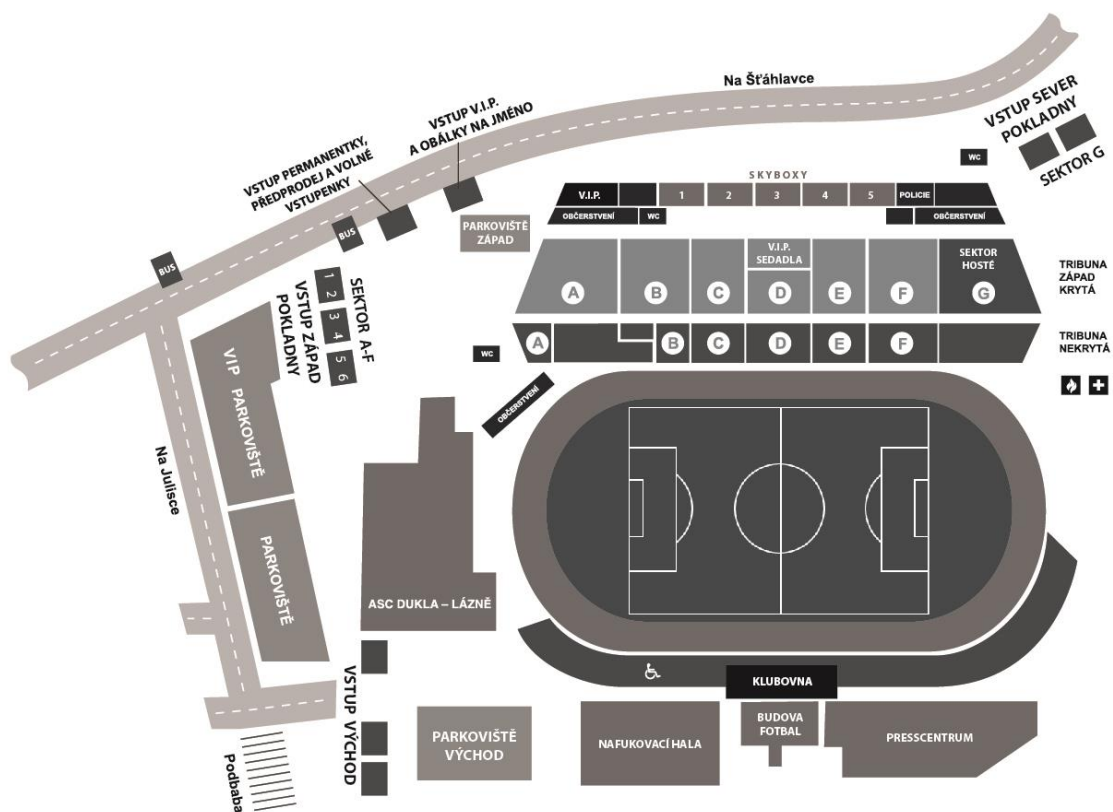 Na Šťáhlavce
VSTUP SEVER
POKLADNY
SEKTOR G
VSTUP V.I.P.
A OBÁLKY NA JMÉNO
VSTUP PERMANENTKY,
PŘEDPRODEJ A VOLNÉ
VSTUPENKY
WC
SKYBOXY
V.I.P.
1
2
3
4
5
POLICIE
OBČERSTVENÍ
WC
OBČERSTVENÍ
PARKOVIŠTĚ
ZÁPAD
BUS
BUS
V.I.P.
SEDADLA
SEKTOR
HOSTÉ
A
B
C
D
E
F
G
TRIBUNA
ZÁPAD
KRYTÁ
A
B
C
D
E
F
TRIBUNA
NEKRYTÁ
SEKTOR A-F
1
2
3
4
5
6
VSTUP ZÁPAD
POKLADNY
WC
OBČERSTVENÍ
VIP PARKOVIŠTĚ
Na Julisce
PARKOVIŠTĚ
ASC DUKLA – LÁZNĚ
VSTUP VÝCHOD
KLUBOVNA
PARKOVIŠTĚ
VÝCHOD
NAFUKOVACÍ HALA
BUDOVA
FOTBAL
PRESSCENTRUM
Podbaba